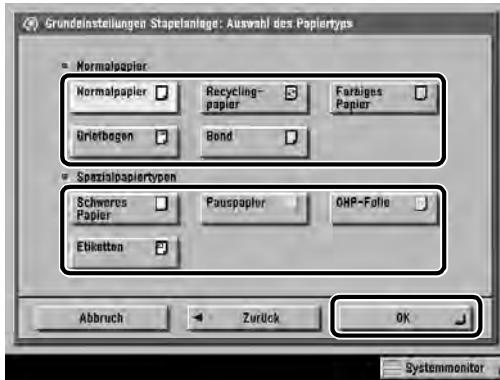 Grundeinstellungen Stapelanlage: Auswahl des Papiertyps
Normalpapier
Normalpapier
Recycling-
papier
Farbiges
Papier
Briefbogen
Bond
Spezialpapiertypen
Schweres
Papier
Pauspapier
OHP-Folie
Etiketten
Abbruch
Zurück
OK
Systemmonitor